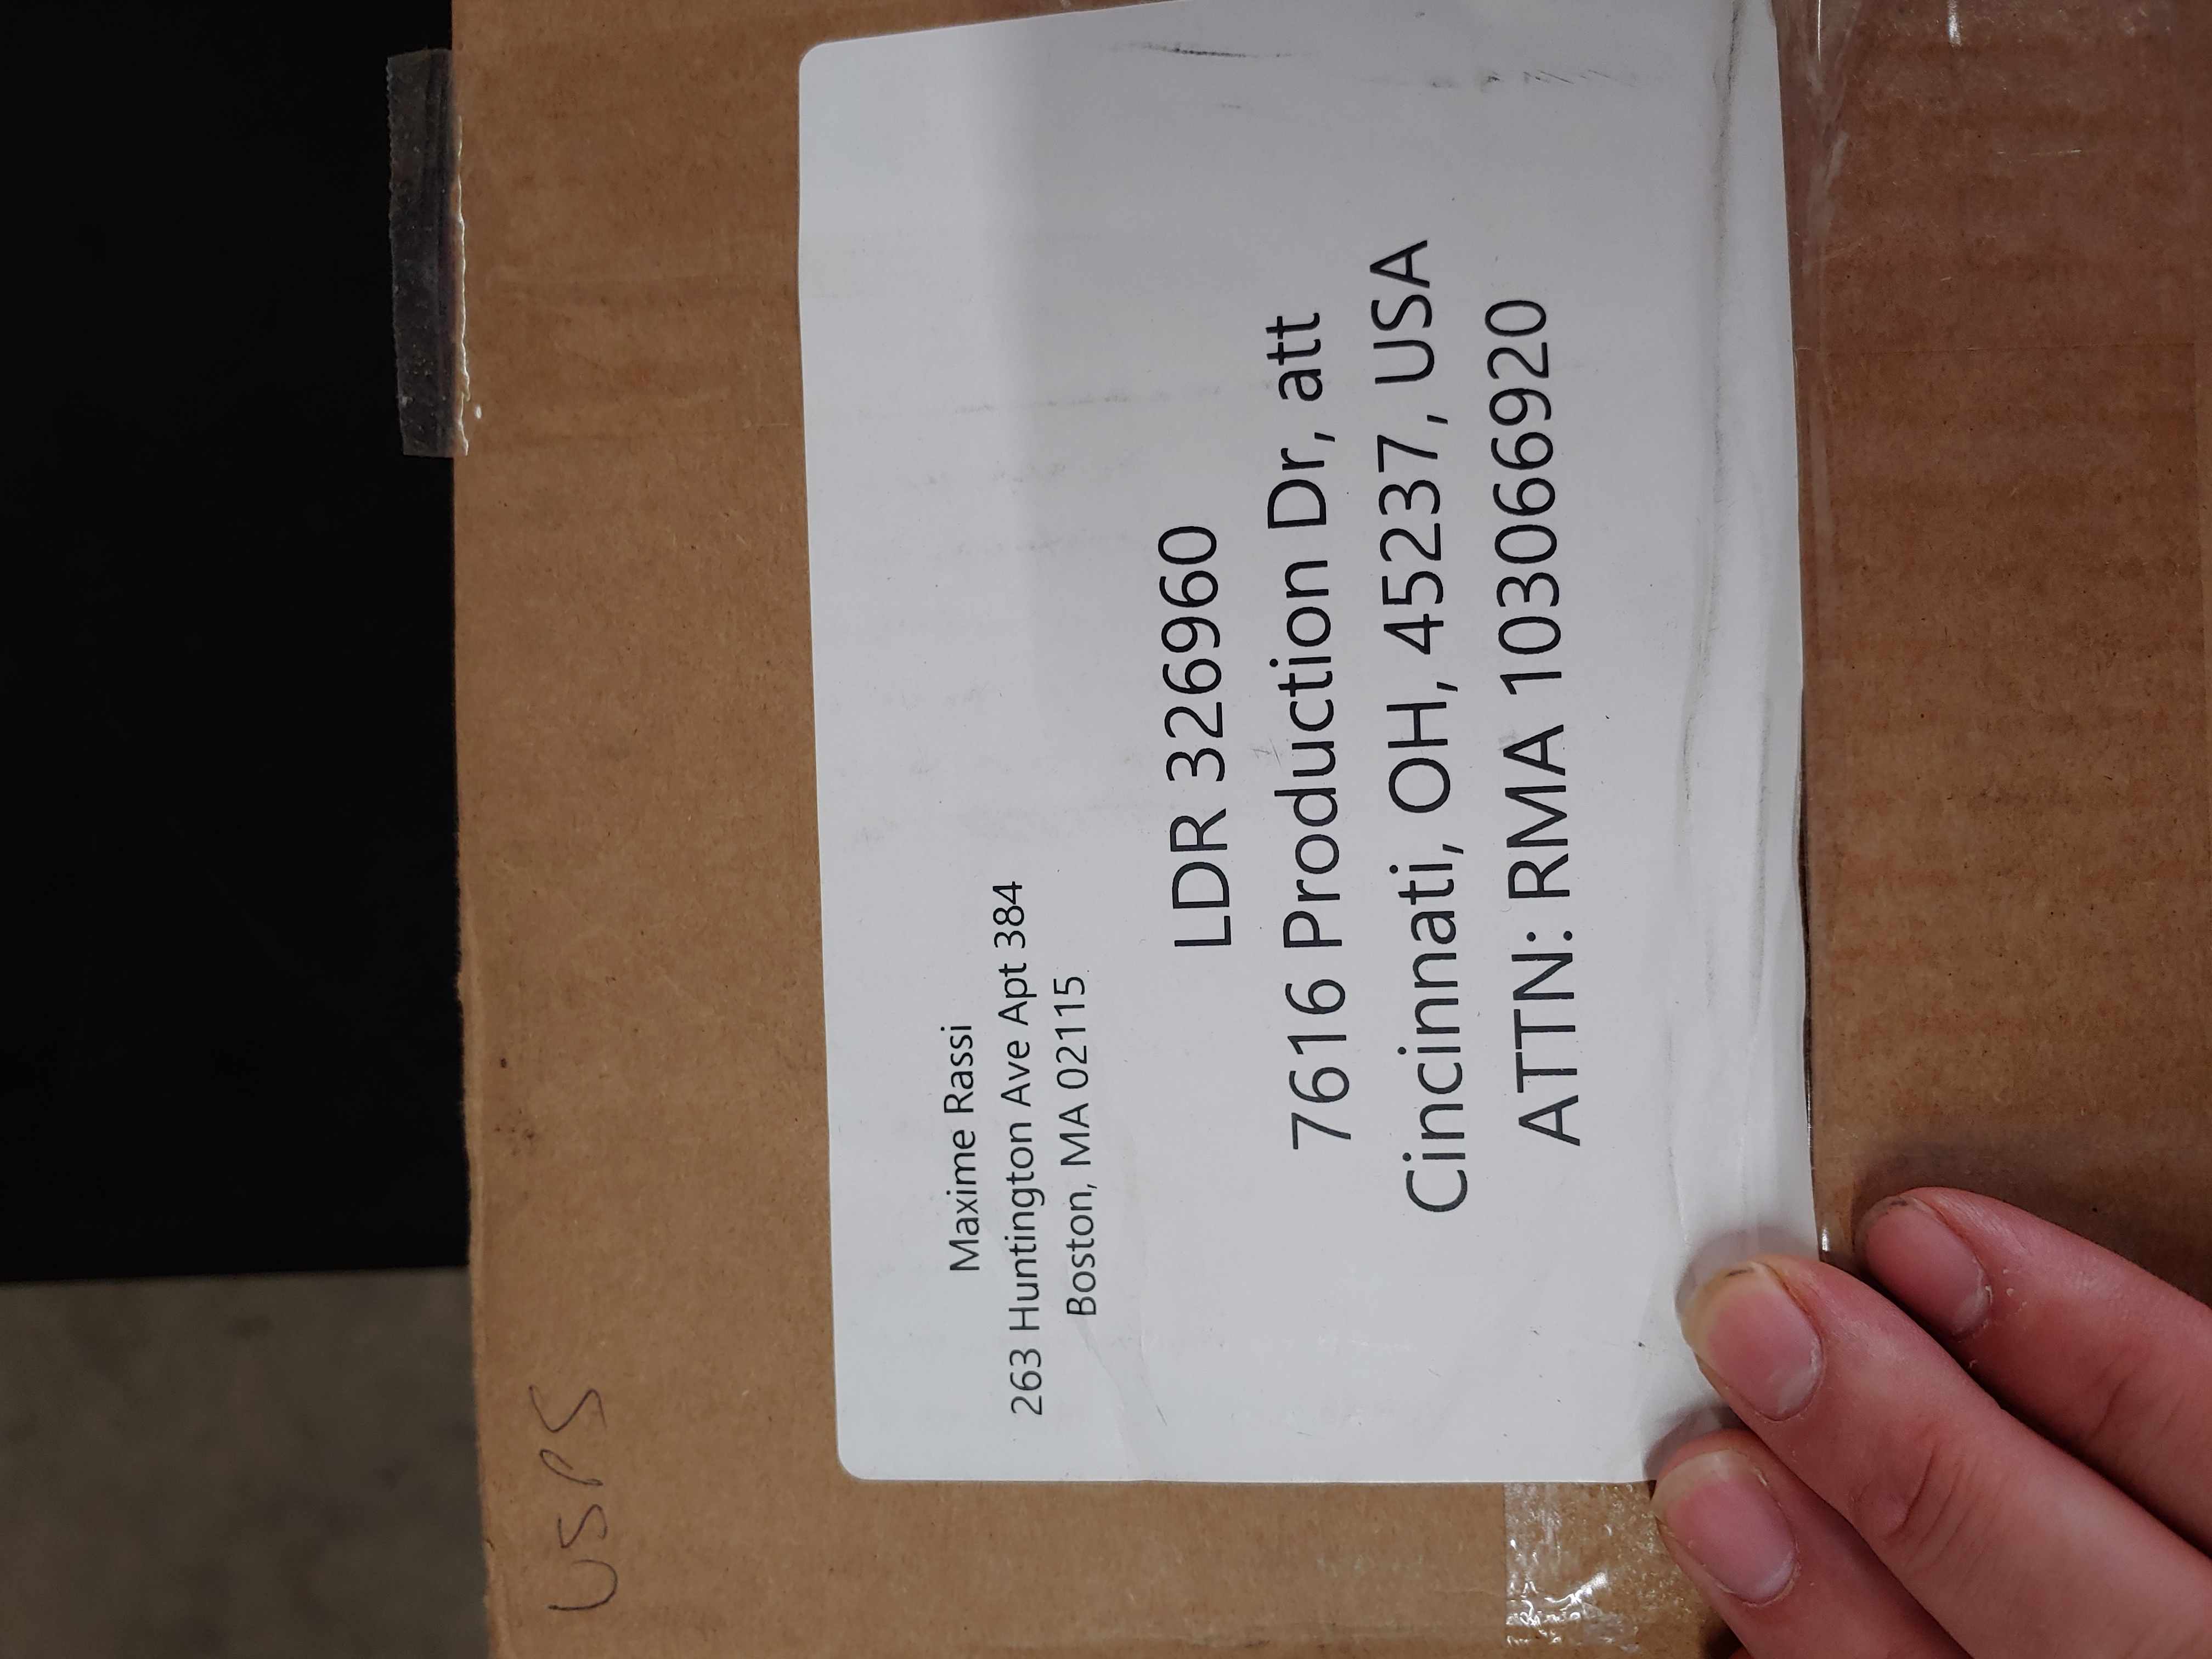 USPS
Maxime Rassi
263 Huntington Ave Apt 384
Boston, MA 02115
LDR 326960
7616 Production Dr, att
Cincinnati, OH, 45237, USA
ATTN: RMA 103066920